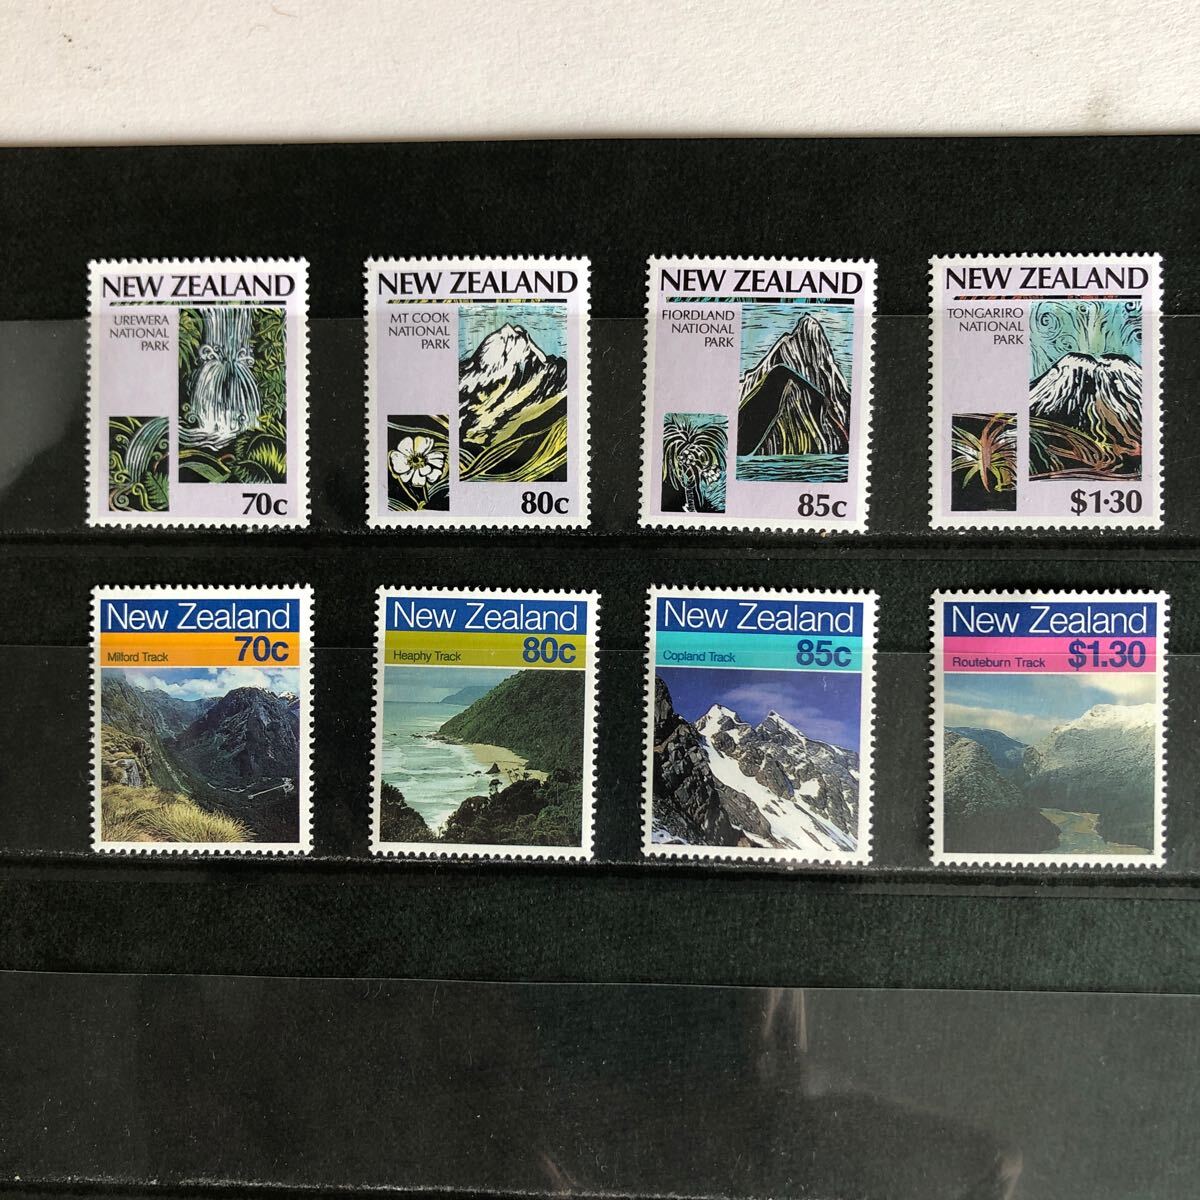 NEW ZEALAND
UREWERA
NATIONAL
PARK
70c
NEW ZEALAND
MT COOK
NATIONAL
PARK
80c
NEW ZEALAND
FIORDLAND
NATIONAL
PARK
85c
NEW ZEALAND
TONGARIRO
NATIONAL
PARK
$1·30
New Zealand
Milford Track 70c
New Zealand
Heaphy Track 80c
New Zealand
Copland Track 85c
New Zealand
Routeburn Track $1.30